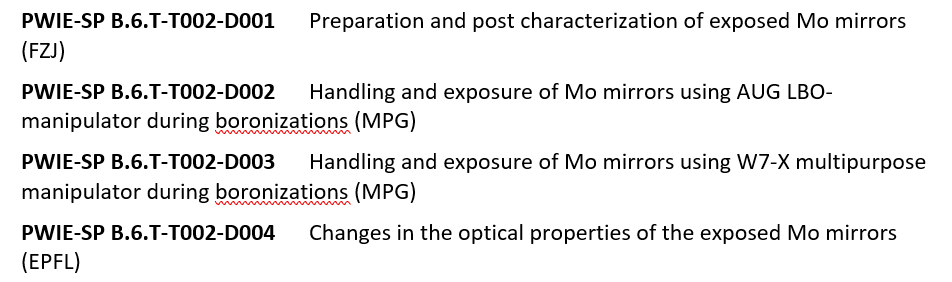 PWIE-SP B.6.T-T002-D001 Preparation and post characterization of exposed Mo mirrors
(FZJ)
PWIE-SP B.6.T-T002-D002 Handling and exposure of Mo mirrors using AUG LBO-
manipulator during boronizations (MPG)
PWIE-SP B.6.T-T002-D003 Handling and exposure of Mo mirrors using W7-X multipurpose
manipulator during boronizations (MPG)
PWIE-SP B.6.T-T002-D004 Changes in the optical properties of the exposed Mo mirrors
(EPFL)